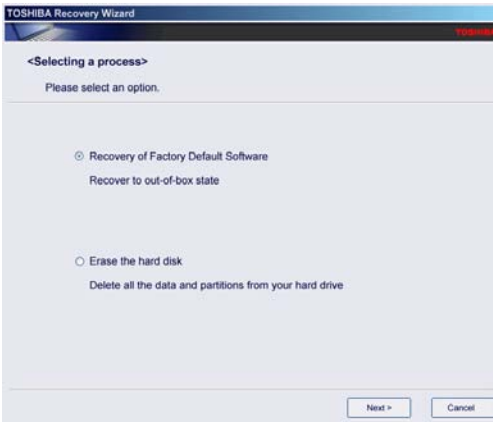 TOSHIBA Recovery Wizard
TOSHIBA
<Selecting a process>
Please select an option.
Recovery of Factory Default Software
Recover to out-of-box state
Erase the hard disk
Delete all the data and partitions from your hard drive
Next >
Cancel